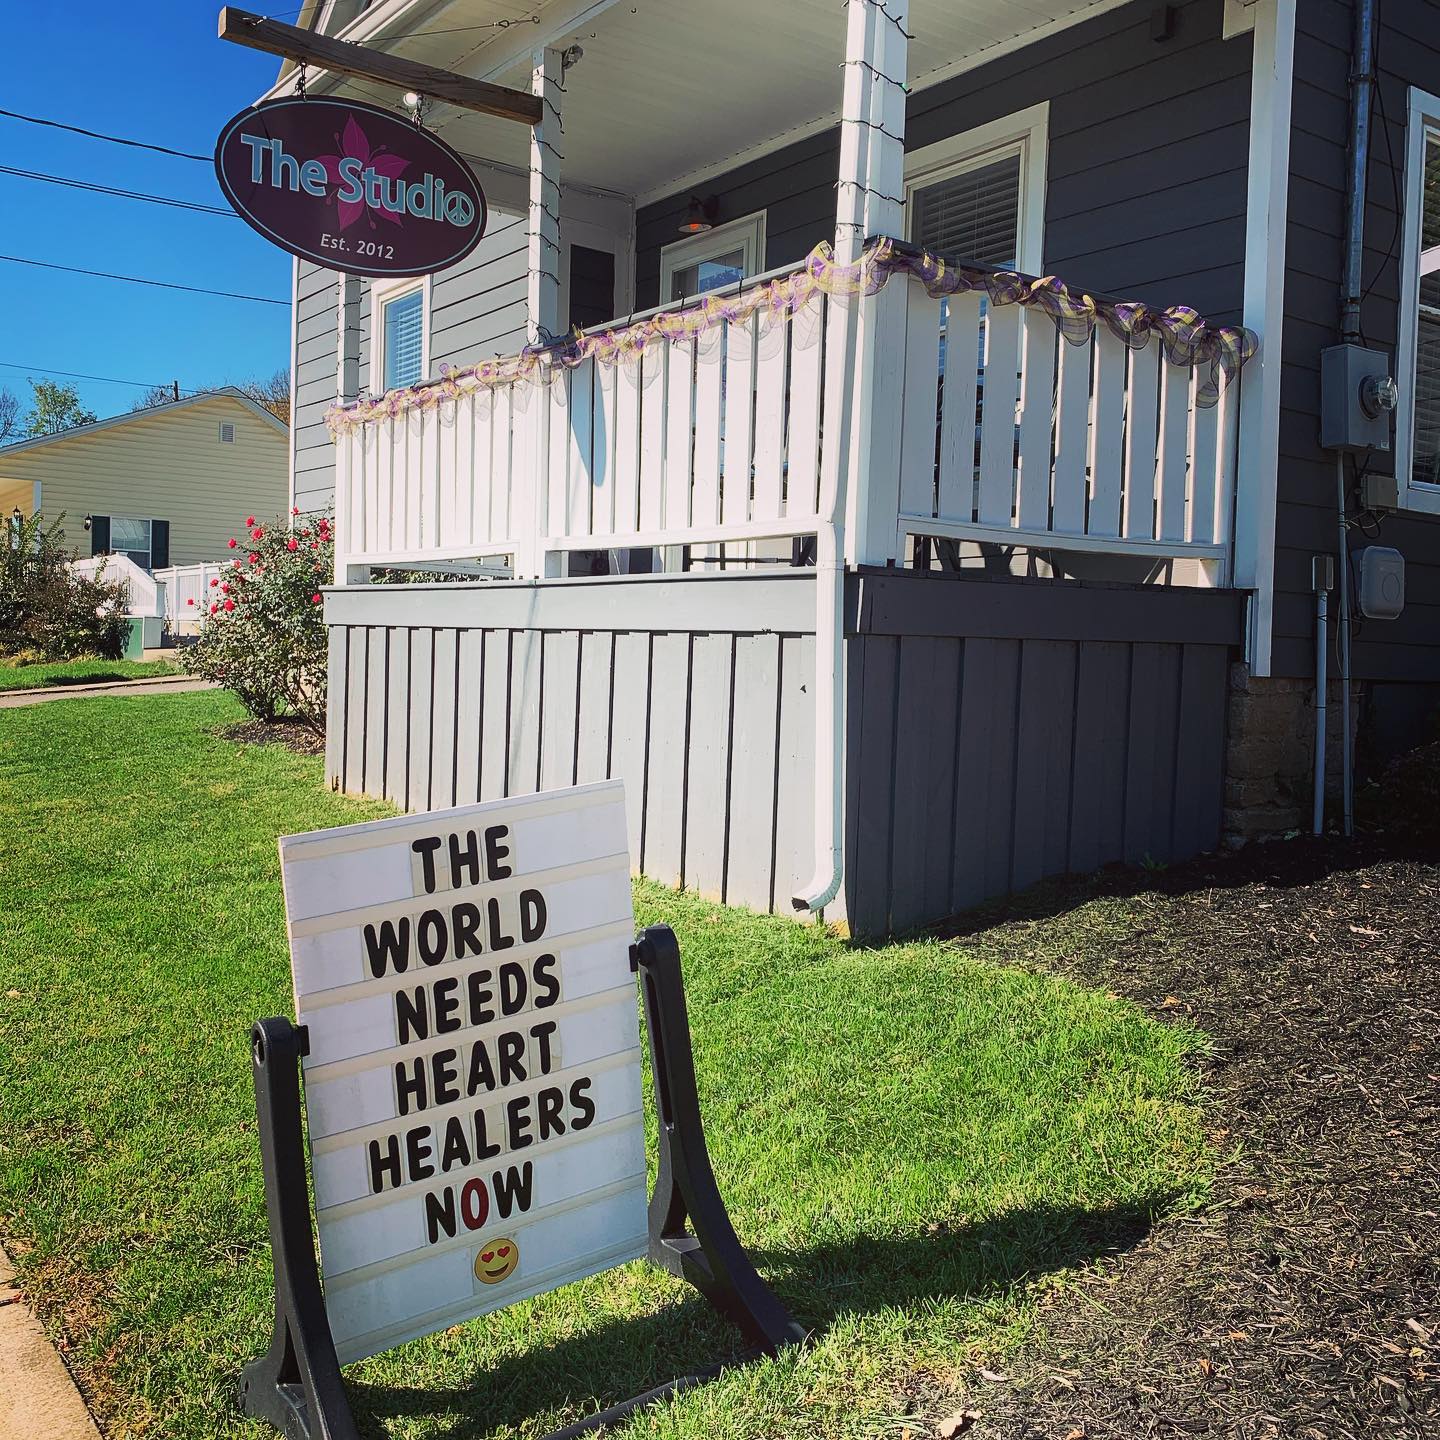 The Studio
Est. 2012
THE
WORLD
NEEDS
HEART
HEALERS
NOW